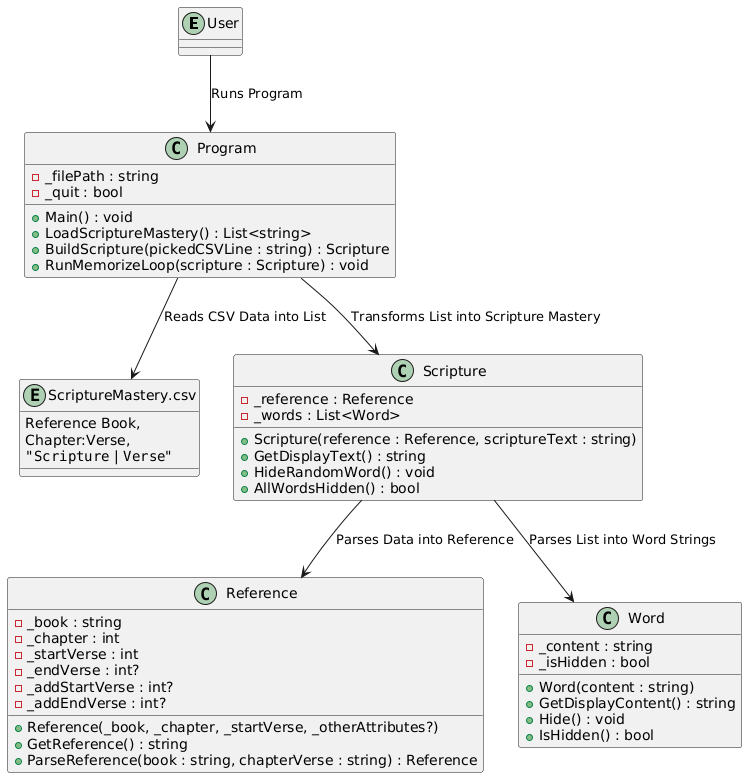 E User
Runs Program
C Program
_filePath : string
_quit : bool
Main() : void
LoadScriptureMastery() : List<string>
BuildScripture(pickedCSVLine : string) : Scripture
RunMemorizeLoop(scripture : Scripture) : void
Reads CSV Data into List
Transforms List into Scripture Mastery
E ScriptureMastery.csv
Reference Book,
Chapter:Verse,
"Scripture | Verse"
C Scripture
_reference : Reference
_words : List<Word>
Scripture(reference : Reference, scriptureText : string)
GetDisplayText() : string
HideRandomWord() : void
AllWordsHidden() : bool
Parses Data into Reference
Parses List into Word Strings
C Reference
_book : string
_chapter : int
_startVerse : int
_endVerse : int?
_addStartVerse : int?
_addEndVerse : int?
Reference(_book, _chapter, _startVerse, _otherAttributes?)
GetReference() : string
ParseReference(book : string, chapterVerse : string) : Reference
C Word
_content : string
_isHidden : bool
Word(content : string)
GetDisplayContent() : string
Hide() : void
IsHidden() : bool